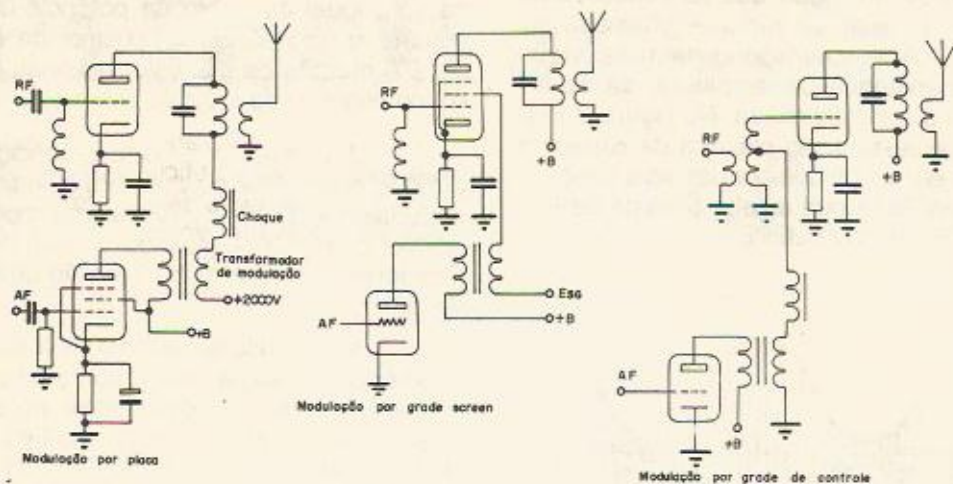 RF
Choque
Transformador
de modulação
+2000V
AF
+B
Modulação por placa
RF
+B
Esg
+B
AF
Modulação por grade screen
RF
+B
AF
+B
Modulação por grade de controle